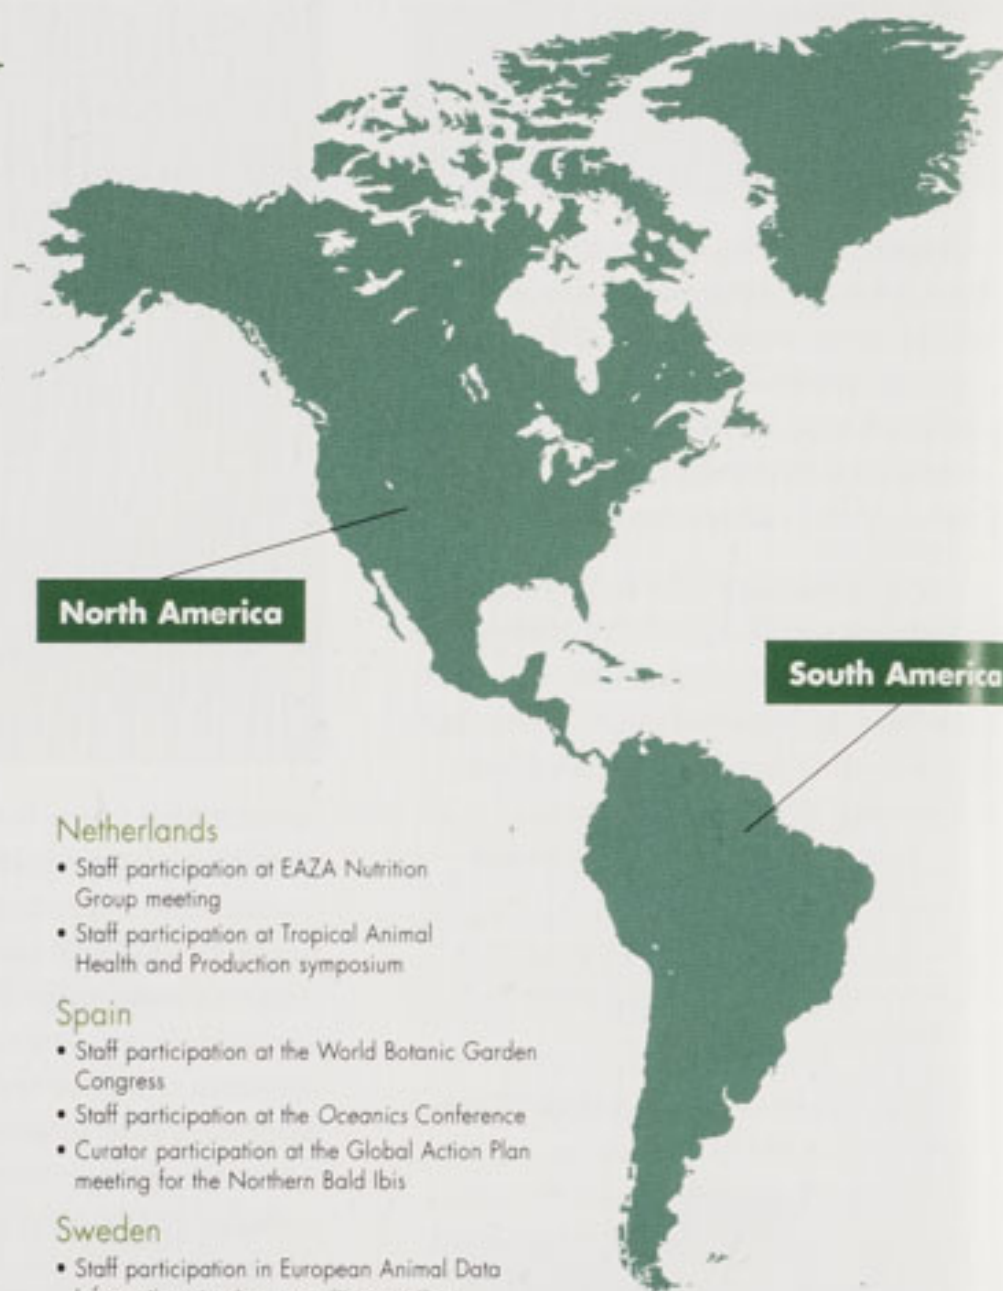 North America
South America
Netherlands
• Staff participation at EAZA Nutrition
Group meeting
• Staff participation at Tropical Animal
Health and Production symposium
Spain
• Staff participation at the World Botanic Garden
Congress
• Staff participation at the Oceanics Conference
• Curator participation at the Global Action Plan
meeting for the Northern Bald Ibis
Sweden
• Staff participation in European Animal Data